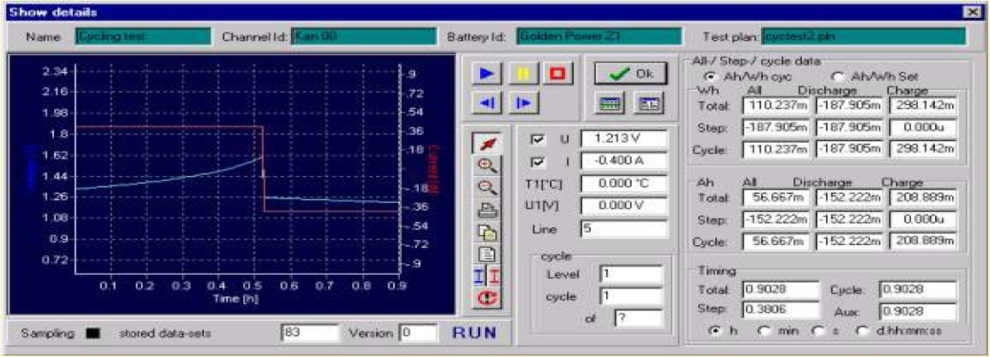 Show details
Name Cycling test Channel Id: Kan 00 Battery Id: Golden Power Z1 Test plan: cyctest2.pln
2.34
2.16
1.98
1.8
1.62
1.44
1.26
1.08
0.9
0.72
.9
.72
.54
.36
.18
-.18
-.36
-.54
-.72
-.9
Current [A]
0.1 0.2 0.3 0.4 0.5 0.6 0.7 0.8 0.9
Time [h]
Sampling stored data-sets 83 Version 0 RUN
Ok
U 1.213 V
I -0.400 A
T1[°C] 0.000 °C
U1[V] 0.000 V
Line 5
cycle
Level 1
cycle 1
of ?
All-/ Step-/ cycle data
Ah/Wh cyc Ah/Wh Set
Wh All Discharge Charge
Total: 110.237m -187.905m 298.142m
Step: -187.905m -187.905m 0.000u
Cycle: 110.237m -187.905m 298.142m
Ah All Discharge Charge
Total: 56.667m -152.222m 208.889m
Step: -152.222m -152.222m 0.000u
Cycle: 56.667m -152.222m 208.889m
Timing
Total: 0.9028 Cycle: 0.9028
Step: 0.3806 Aux: 0.9028
h min s d.hh:mm:ss